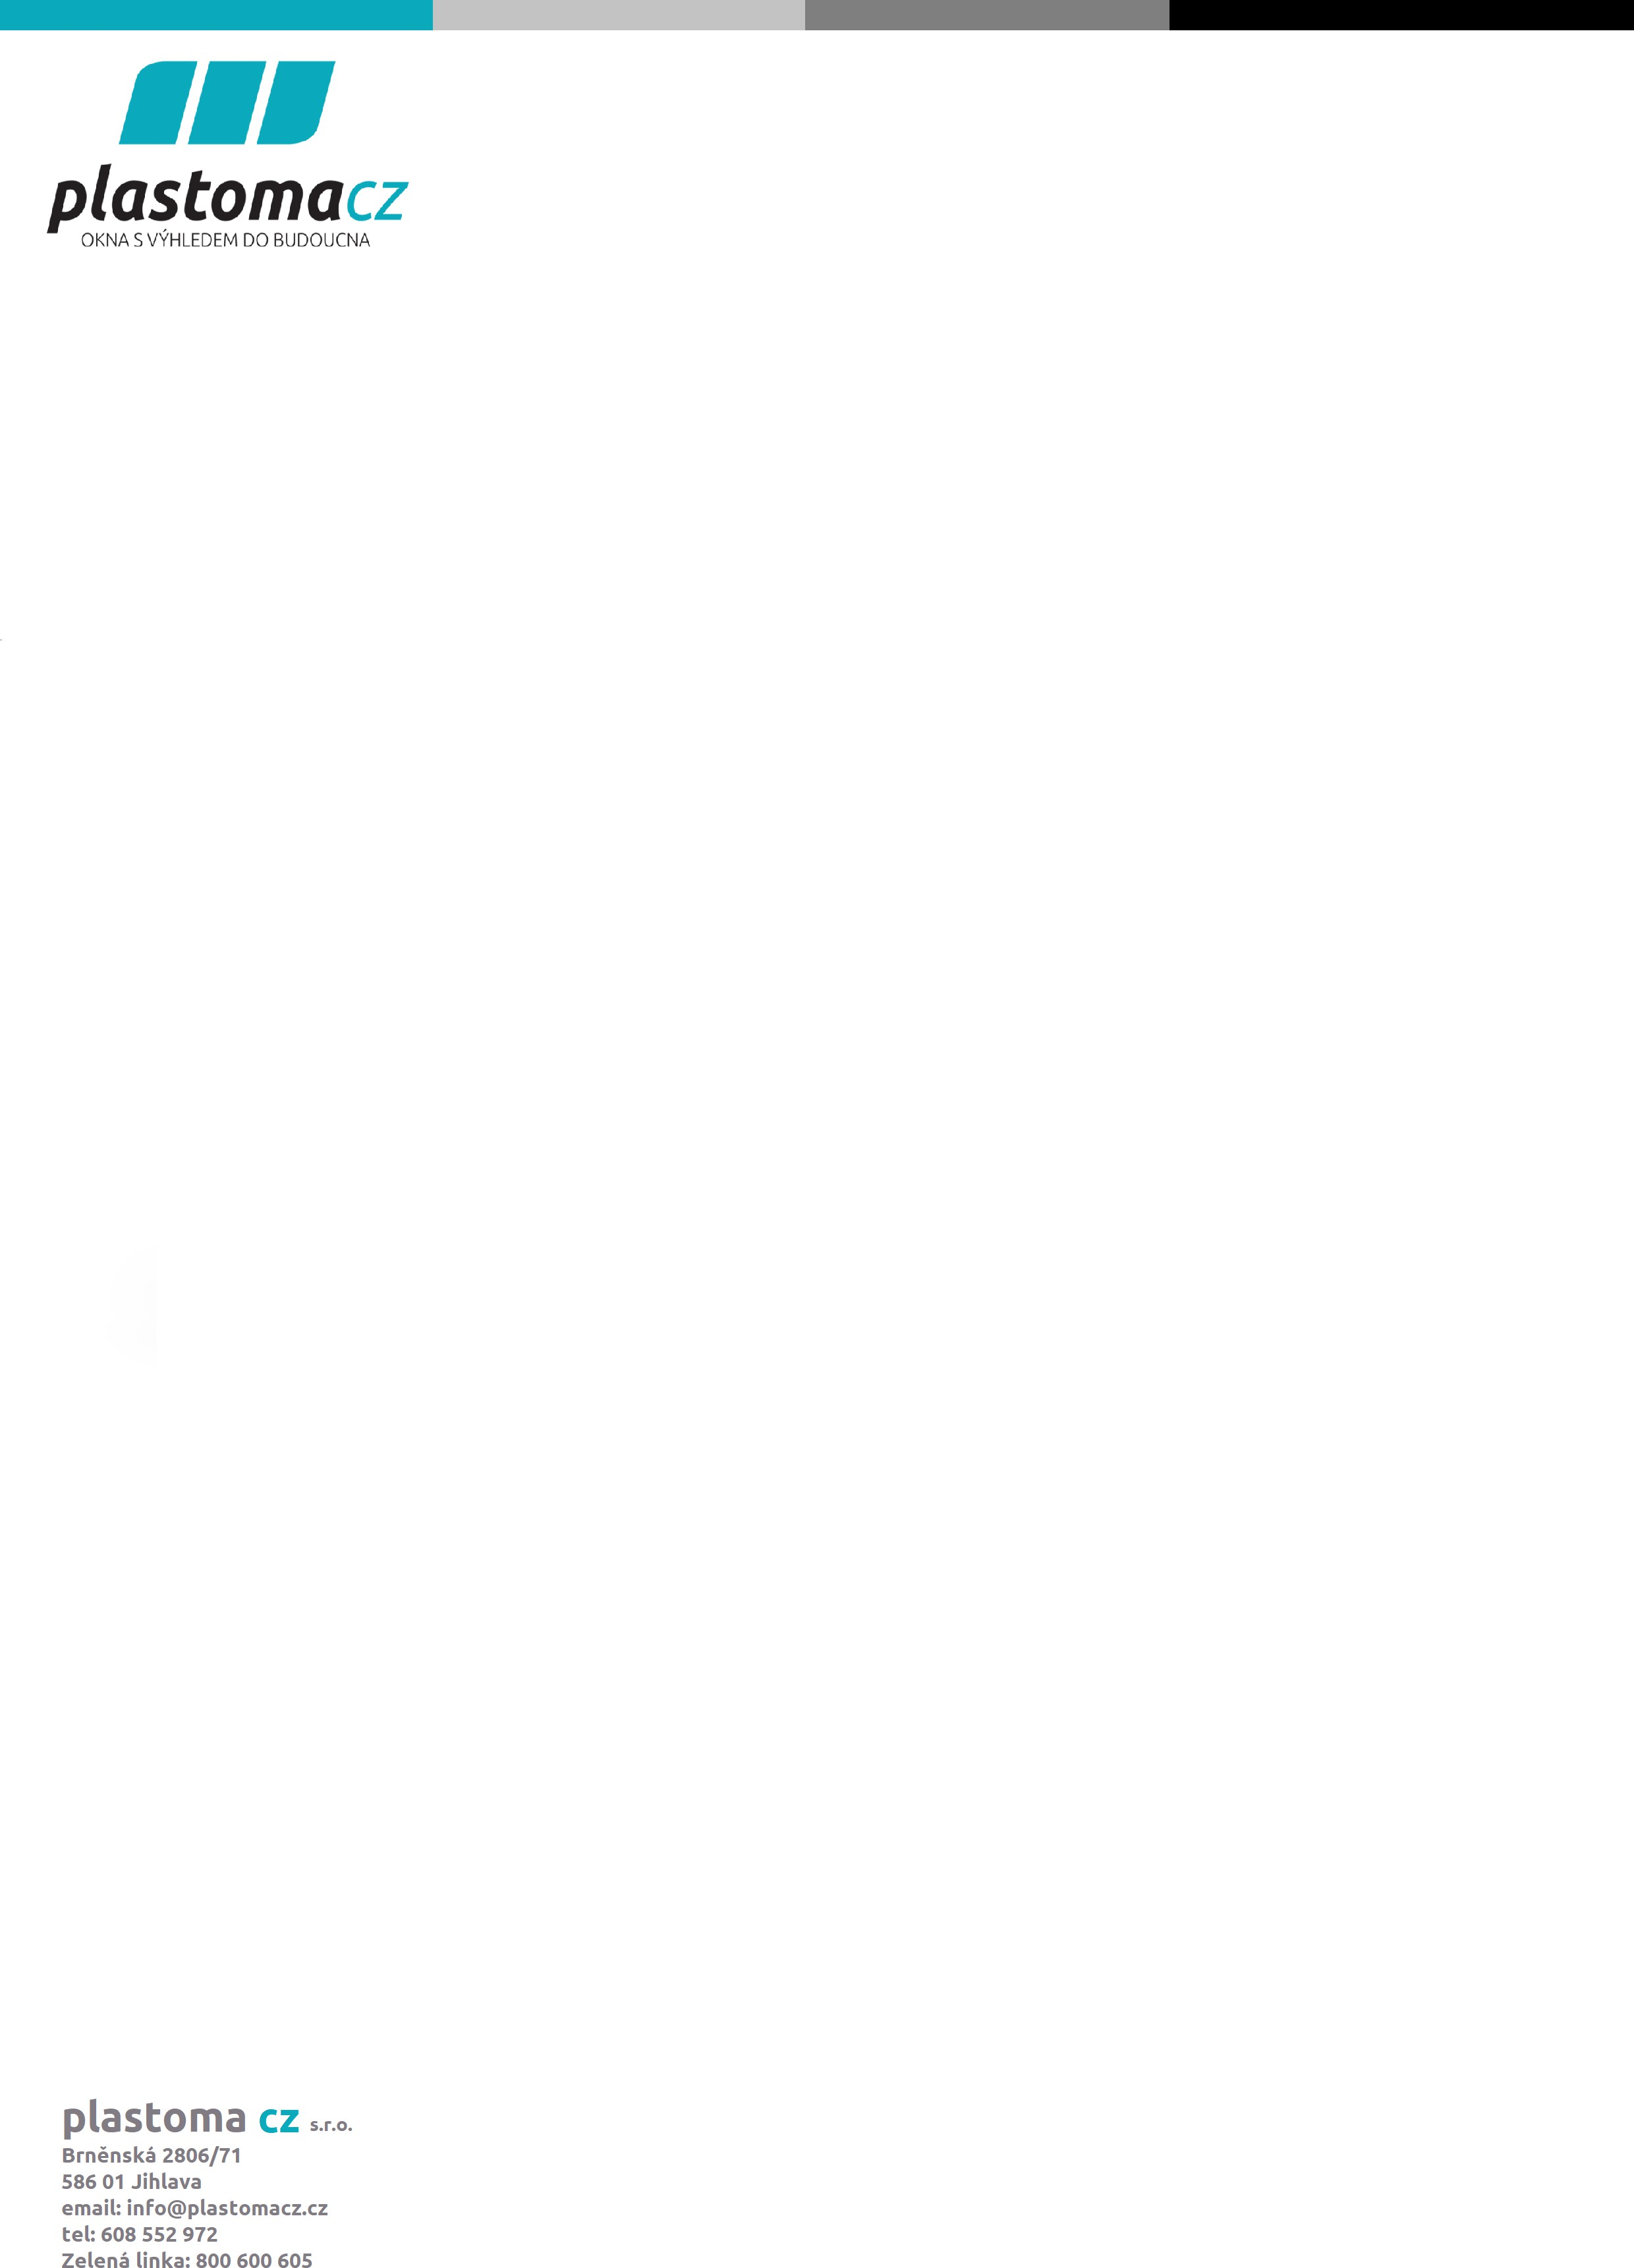 plastomacz
OKNA S VÝHLEDEM DO BUDOUCNA
plastoma cz s.r.o.
Brněnská 2806/71
586 01 Jihlava
email: info@plastomacz.cz
tel: 608 552 972
Zelená linka: 800 600 605